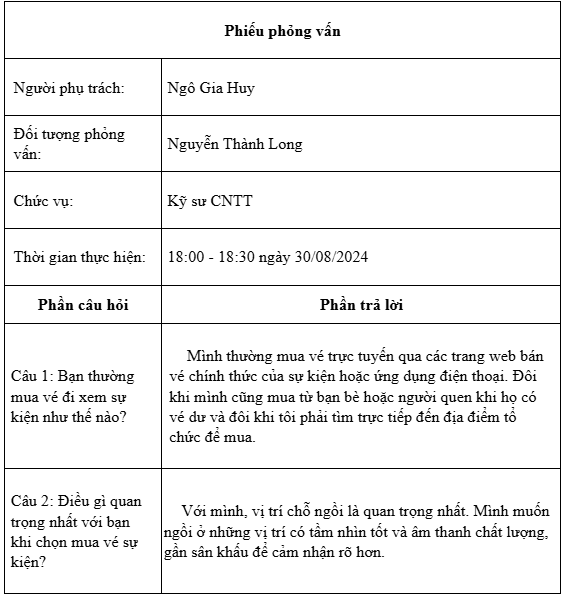 Phiếu phỏng vấn
Người phụ trách:
Ngô Gia Huy
Đối tượng phỏng
vấn:
Nguyễn Thành Long
Chức vụ:
Kỹ sư CNTT
Thời gian thực hiện:
18:00 - 18:30 ngày 30/08/2024
Phần câu hỏi
Phần trả lời
Câu 1: Bạn thường
mua vé đi xem sự
kiện như thế nào?
Mình thường mua vé trực tuyến qua các trang web bán
vé chính thức của sự kiện hoặc ứng dụng điện thoại. Đôi
khi mình cũng mua từ bạn bè hoặc người quen khi họ có
vé dư và đôi khi tôi phải tìm trực tiếp đến địa điểm tổ
chức để mua.
Câu 2: Điều gì quan
trọng nhất với bạn
khi chọn mua vé sự
kiện?
Với mình, vị trí chỗ ngồi là quan trọng nhất. Mình muốn
ngồi ở những vị trí có tầm nhìn tốt và âm thanh chất lượng,
gần sân khấu để cảm nhận rõ hơn.